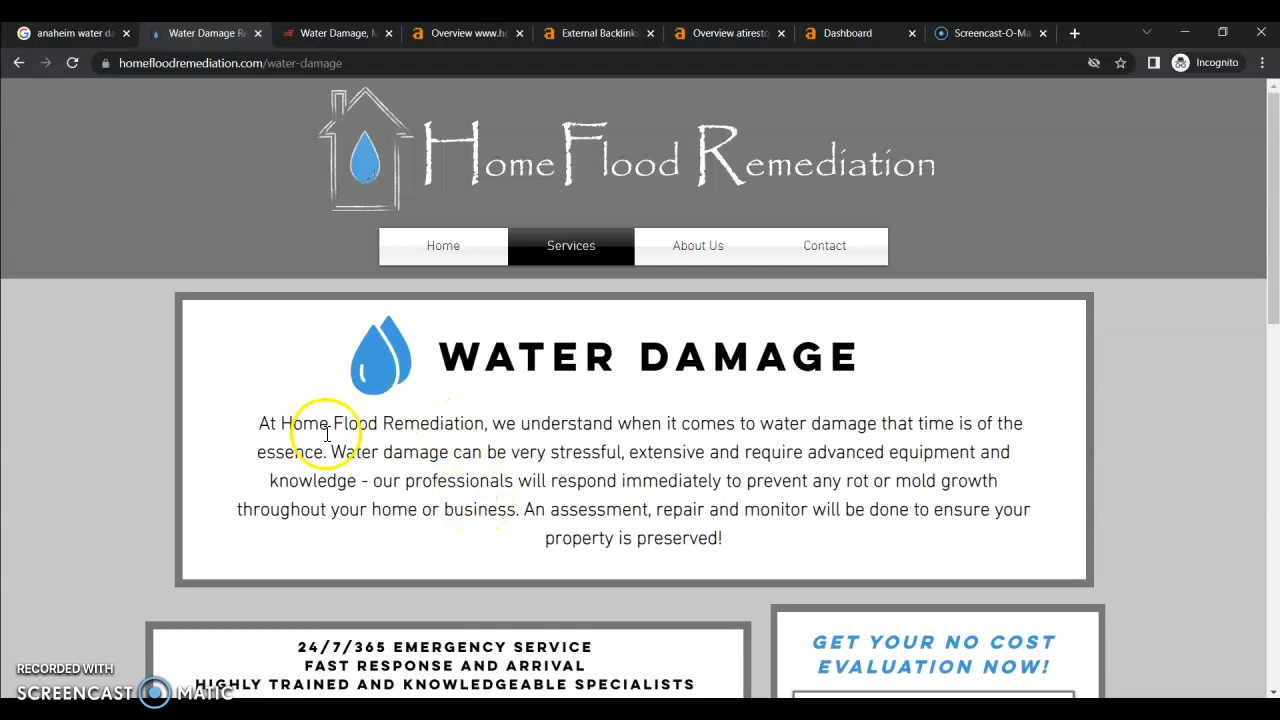 anaheim water da
Water Damage Re
Water Damage, M
Overview www.ho
External Backlinks
Overview atiresto
Dashboard
Screencast-O-Ma
homefloodremediation.com/water-damage
Incognito
Home Flood Remediation
Home
Services
About Us
Contact
WATER DAMAGE
At Home Flood Remediation, we understand when it comes to water damage that time is of the
essence. Water damage can be very stressful, extensive and require advanced equipment and
knowledge - our professionals will respond immediately to prevent any rot or mold growth
throughout your home or business. An assessment, repair and monitor will be done to ensure your
property is preserved!
24/7/365 EMERGENCY SERVICE
FAST RESPONSE AND ARRIVAL
HIGHLY TRAINED AND KNOWLEDGEABLE SPECIALISTS
GET YOUR NO COST
EVALUATION NOW!
RECORDED WITH
SCREENCAST MATIC